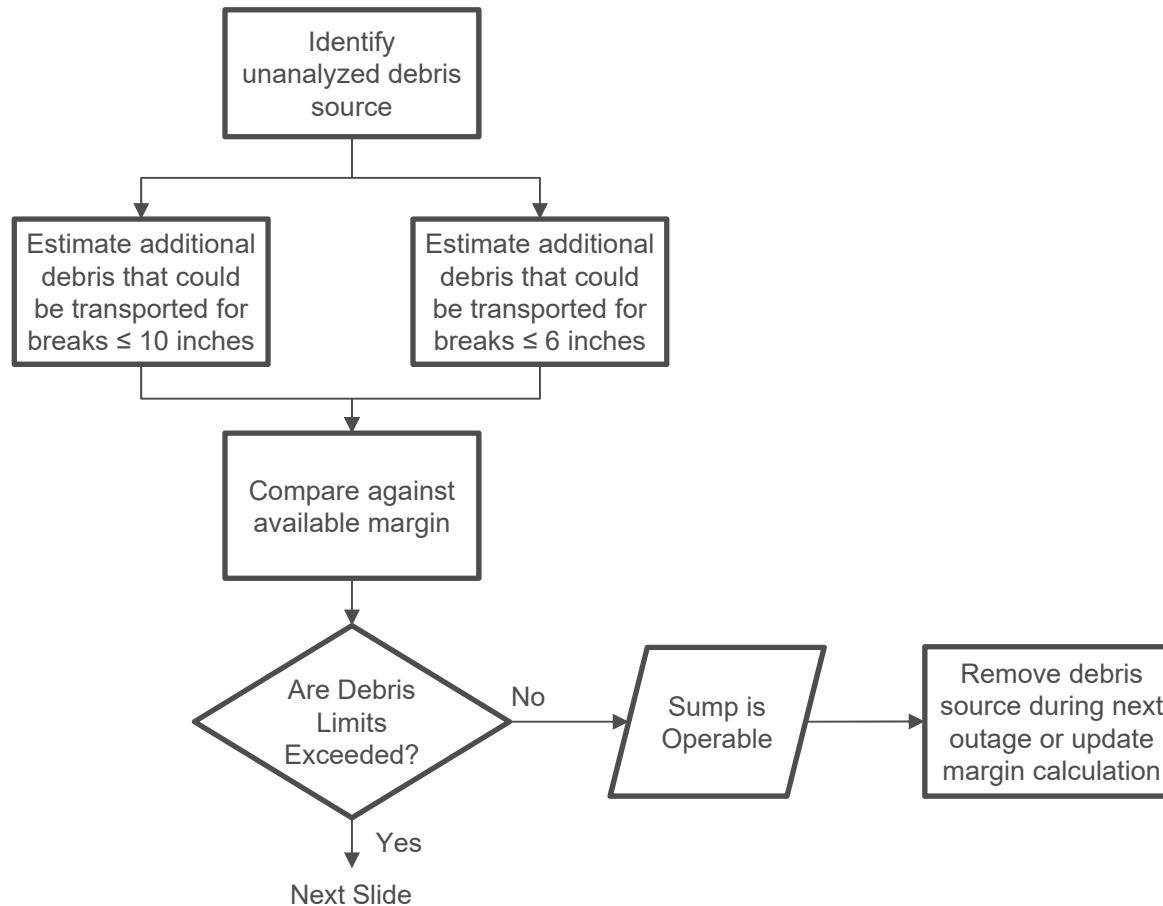 Identify
unanalyzed debris
source
Estimate additional
debris that could
be transported for
breaks ≤ 10 inches
Estimate additional
debris that could
be transported for
breaks ≤ 6 inches
Compare against
available margin
Are Debris
Limits
Exceeded?
No
Sump is
Operable
Remove debris
source during next
outage or update
margin calculation
Yes
Next Slide